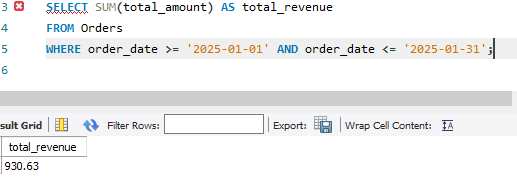 3 SELECT SUM(total_amount) AS total_revenue
4 FROM Orders
5 WHERE order_date >= '2025-01-01' AND order_date <= '2025-01-31';
6
sult Grid Filter Rows: Export: Wrap Cell Content: IA
total_revenue
930.63